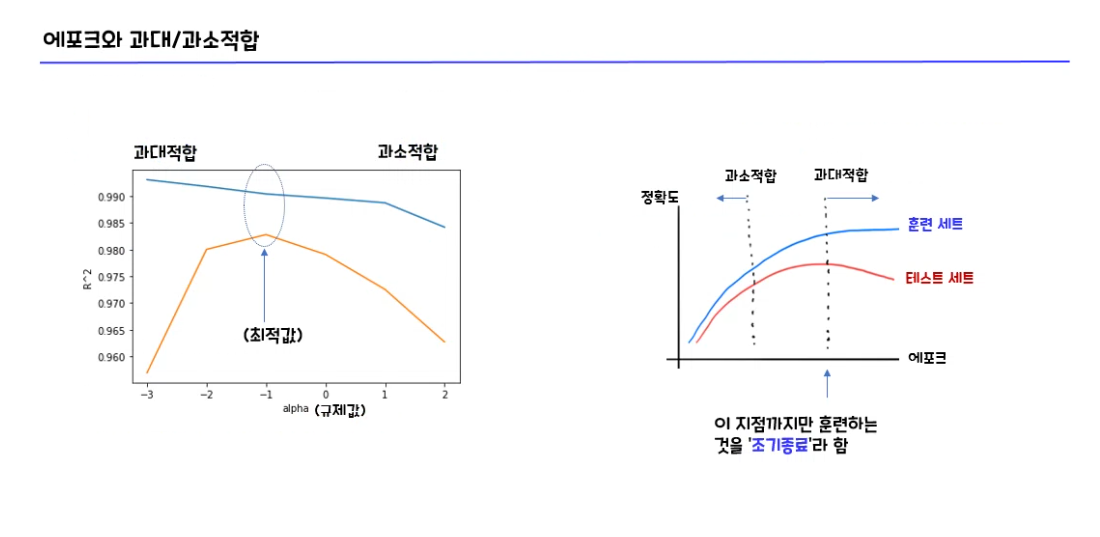 에포크와 과대/과소적합
과대적합
과소적합
0.990
0.985
0.980
0.975
0.970
0.965
0.960
R^2
(최적값)
−3 −2 −1 0 1 2
alpha (규제값)
과소적합 과대적합
정확도
훈련 세트
테스트 세트
에포크
이 지점까지만 훈련하는
것을 '조기종료'라 함